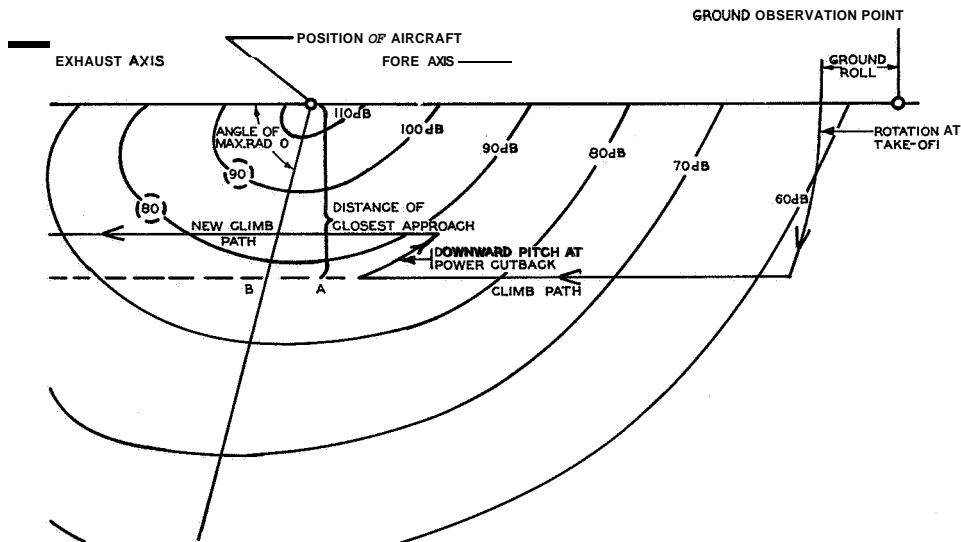 GROUND OBSERVATION POINT
POSITION OF AIRCRAFT
EXHAUST AXIS
FORE AXIS
GROUND
ROLL
110dB
100dB
90dB
80dB
70dB
60dB
ROTATION AT
TAKE-OFI
ANGLE OF
MAX.RAD O
90
80
DISTANCE OF
CLOSEST APPROACH
NEW CLIMB
PATH
DOWNWARD PITCH AT
POWER CUTBACK
B
A
CLIMB PATH